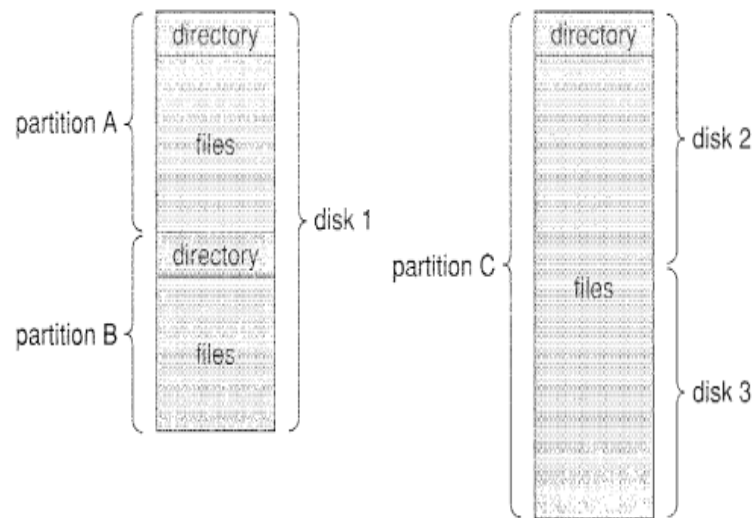 directory
partition A
files
disk 1
directory
partition B
files
directory
disk 2
partition C
files
disk 3